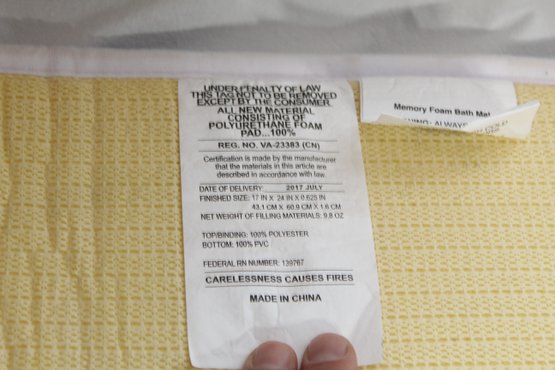 UNDER PENALTY OF LAW
THIS TAG NOT TO BE REMOVED
EXCEPT BY THE CONSUMER
ALL NEW MATERIAL
CONSISTING OF
POLYURETHANE FOAM
PAD...100%
REG. NO. VA-23383 (CN)
Certification is made by the manufacturer
that the materials in this article are
described in accordance with law.
DATE OF DELIVERY: 2017 JULY
FINISHED SIZE: 17 IN X 24 IN X 0.625 IN
43.1 CM X 60.9 CM X 1.6 CM
NET WEIGHT OF FILLING MATERIALS: 9.8 OZ
TOP/BINDING: 100% POLYESTER
BOTTOM: 100% PVC
FEDERAL RN NUMBER: 139767
CARELESSNESS CAUSES FIRES
MADE IN CHINA
Memory Foam Bath Mat
ALWAYS